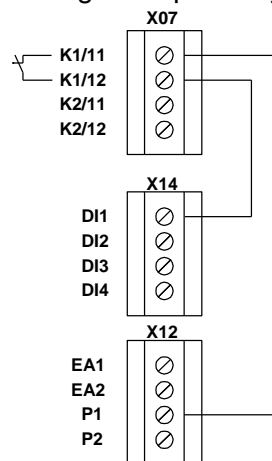 X07
K1/11
K1/12
K2/11
K2/12
X14
DI1
DI2
DI3
DI4
X12
EA1
EA2
P1
P2